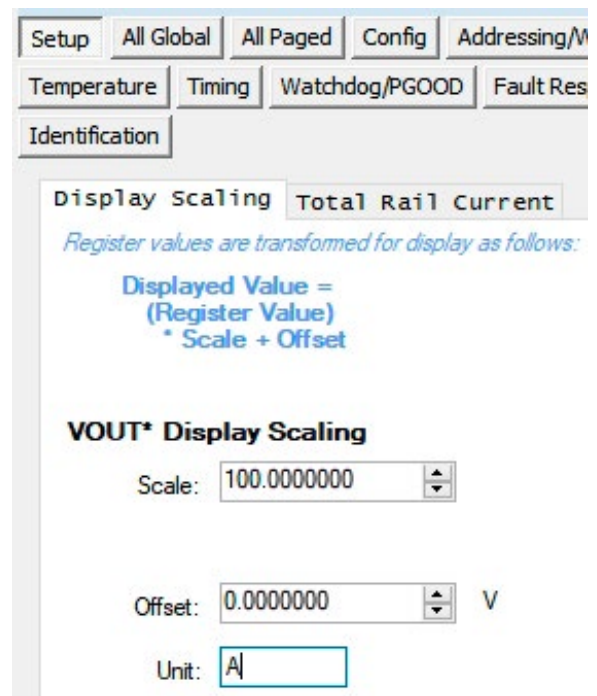 Setup All Global All Paged Config Addressing/W
Temperature Timing Watchdog/PGOOD Fault Res
Identification
Display Scaling Total Rail Current
Register values are transformed for display as follows:
Displayed Value =
(Register Value)
* Scale + Offset
VOUT* Display Scaling
Scale: 100.0000000
Offset: 0.0000000 V
Unit: A